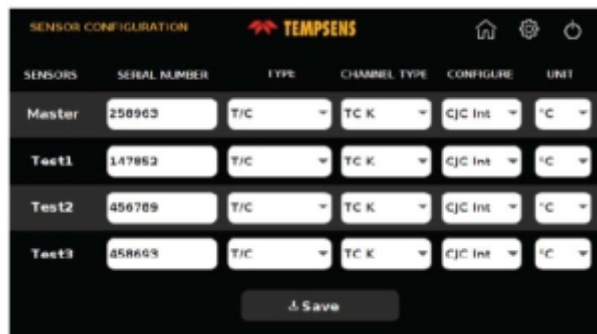 SENSOR CONFIGURATION TEMPSENS
SENSORS SERIAL NUMBER TYPE CHANNEL TYPE CONFIGURE UNIT
Master 258963 T/C TC K CJC Int °C
Test1 147852 T/C TC K CJC Int °C
Test2 456789 T/C TC K CJC Int °C
Test3 458693 T/C TC K CJC Int °C
Save